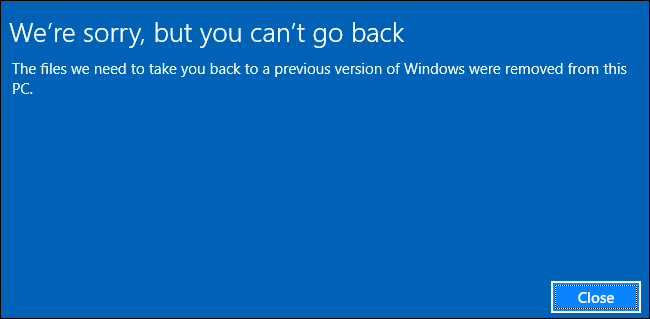 We're sorry, but you can't go back
The files we need to take you back to a previous version of Windows were removed from this
PC.
Close